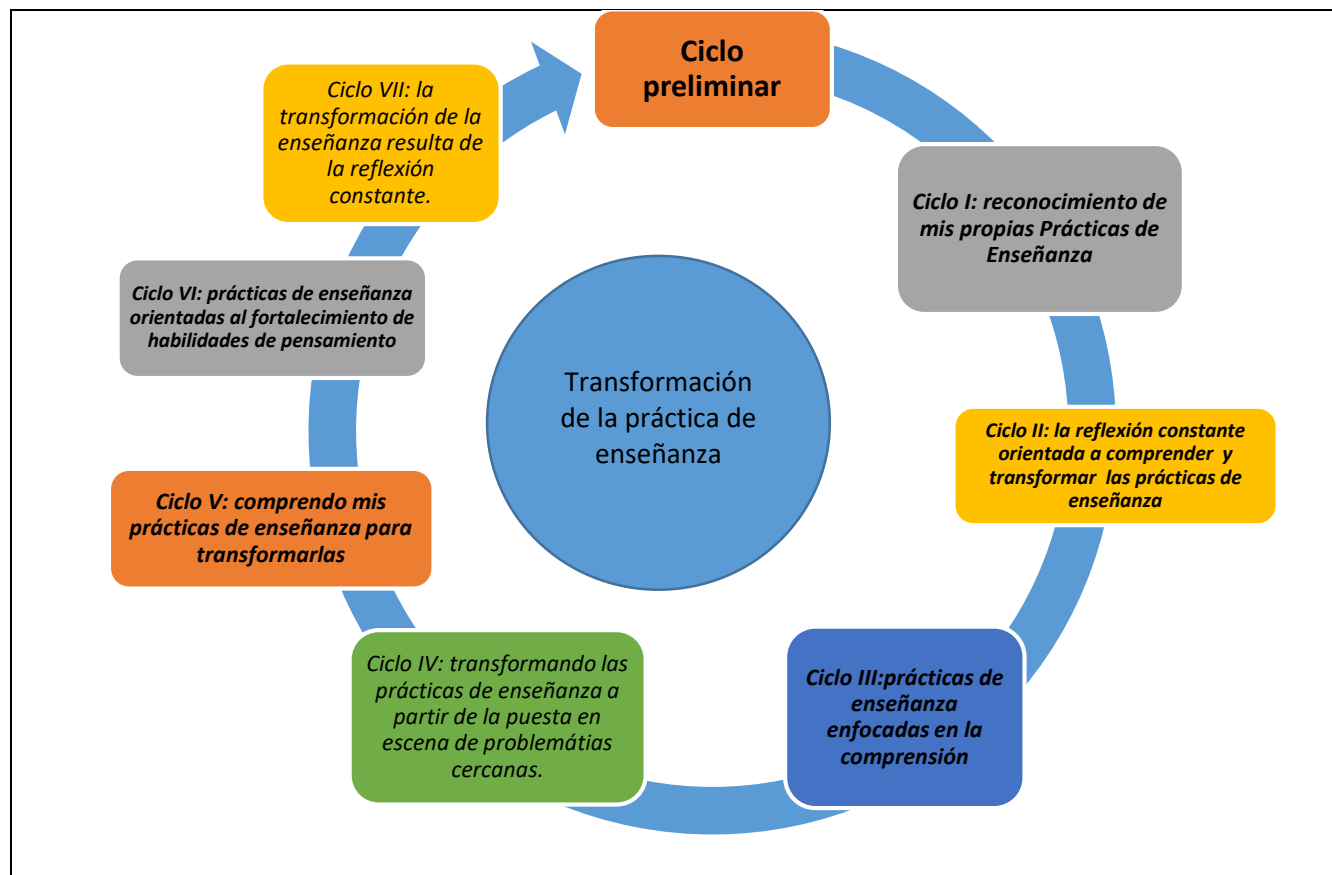 Ciclo
preliminar
Ciclo I: reconocimiento de
mis propias Prácticas de
Enseñanza
Ciclo II: la reflexión constante
orientada a comprender y
transformar las prácticas de
enseñanza
Ciclo III:prácticas de
enseñanza
enfocadas en la
comprensión
Ciclo IV: transformando las
prácticas de enseñanza a
partir de la puesta en
escena de problemátias
cercanas.
Ciclo V: comprendo mis
prácticas de enseñanza para
transformarlas
Ciclo VI: prácticas de enseñanza
orientadas al fortalecimiento de
habilidades de pensamiento
Ciclo VII: la
transformación de la
enseñanza resulta de
la reflexión
constante.
Transformación
de la práctica de
enseñanza